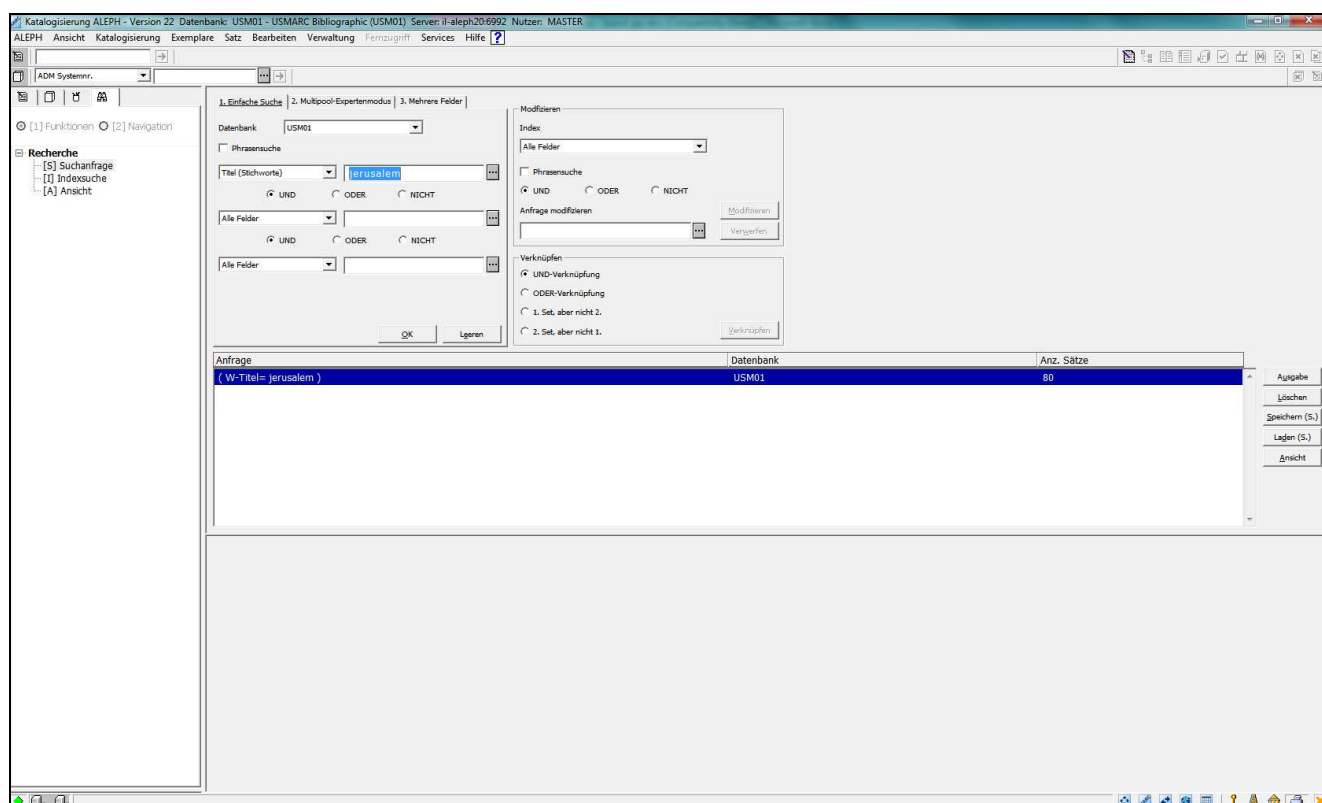 Katalogisierung ALEPH - Version 22 Datenbank: USM01 - USMARC Bibliographic (USM01) Server: il-aleph20:6992 Nutzer: MASTER
ALEPH Ansicht Katalogisierung Exemplare Satz Bearbeiten Verwaltung Fernzugriff Services Hilfe ?
ADM Systemnr.
[1] Funktionen [2] Navigation
Recherche
[S] Suchanfrage
[I] Indexsuche
[A] Ansicht
1. Einfache Suche 2. Multipool-Expertenmodus 3. Mehrere Felder
Datenbank USM01
Phrasensuche
Titel (Stichworte) jerusalem
UND ODER NICHT
Alle Felder
UND ODER NICHT
Alle Felder
OK Leeren
Modifizieren
Index
Alle Felder
Phrasensuche
UND ODER NICHT
Anfrage modifizieren Modifizieren
Verwerfen
Verknüpfen
UND-Verknüpfung
ODER-Verknüpfung
1. Set, aber nicht 2.
2. Set, aber nicht 1. Verknüpfen
Anfrage Datenbank Anz. Sätze
( W-Titel= jerusalem ) USM01 80
Ausgabe
Löschen
Speichern (S.)
Laden (S.)
Ansicht